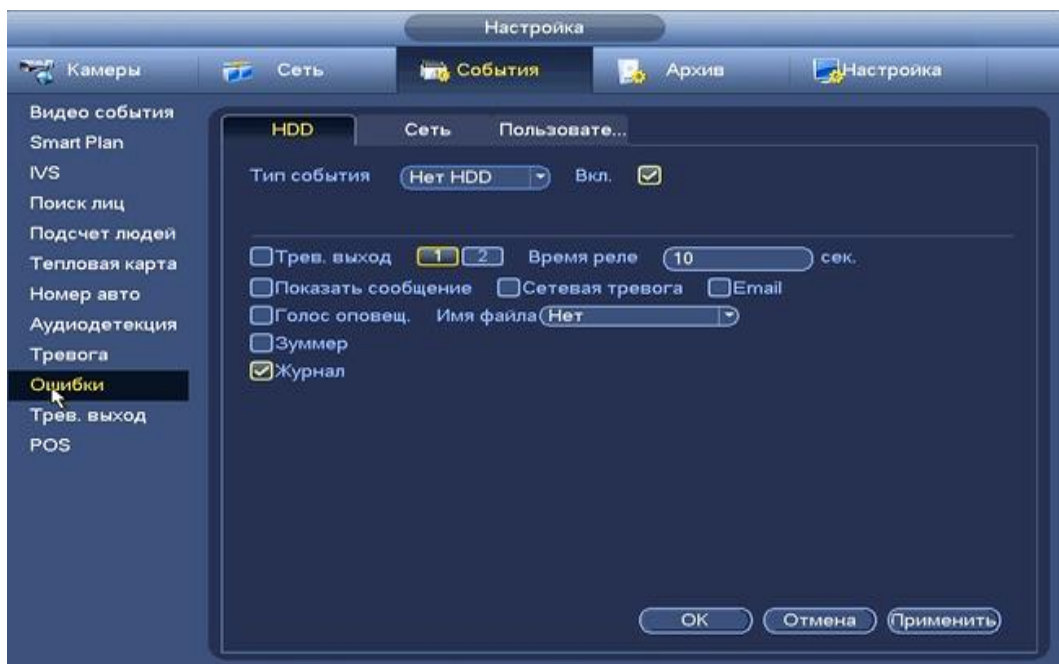 Настройка
Камеры Сеть События Архив Настройка
Видео события
Smart Plan
IVS
Поиск лиц
Подсчет людей
Тепловая карта
Номер авто
Аудиодетекция
Тревога
Ошибки
Трев. выход
POS
HDD Сеть Пользовате...
Тип события Нет HDD Вкл.
Трев. выход 1 2 Время реле 10 сек.
Показать сообщение Сетевая тревога Email
Голос оповещ. Имя файла Нет
Зуммер
Журнал
OK Отмена Применить